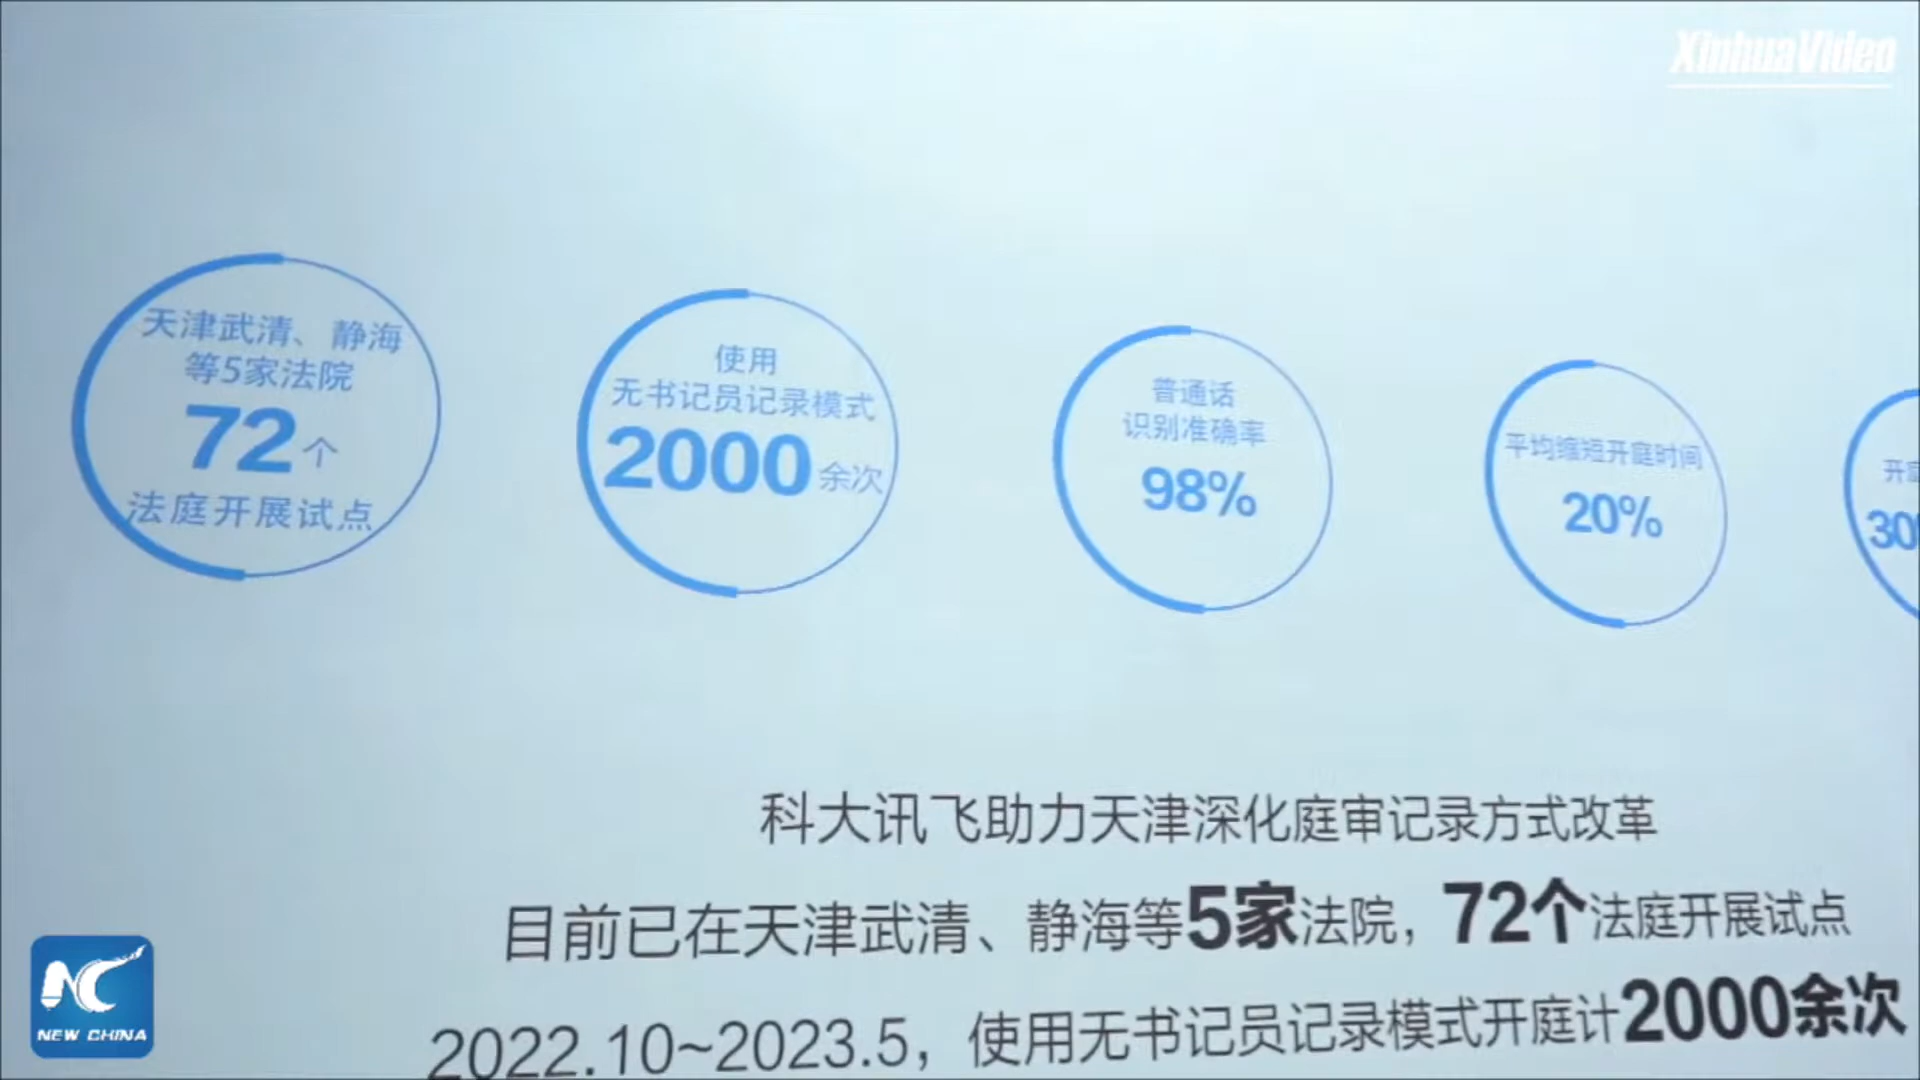 XinhuaVideo
天津武清、静海
等5家法院
72个
法庭开展试点
使用
无书记员记录模式
2000余次
普通话
识别准确率
98%
平均缩短开庭时间
20%
开庭
30
科大讯飞助力天津深化庭审记录方式改革
目前已在天津武清、静海等5家法院，72个法庭开展试点
2022.10~2023.5，使用无书记员记录模式开庭计2000余次
NEW CHINA